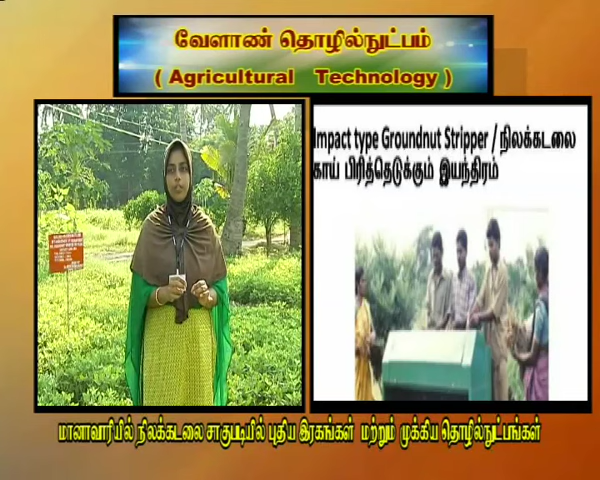 வேளாண் தொழில்நுட்பம்
( Agricultural Technology )
Impact type Groundnut Stripper / நிலக்கடலை
காய் பிரித்தெடுக்கும் இயந்திரம்
மானாவாரியில் நிலக்கடலை சாகுபடியில் புதிய இரகங்கள் மற்றும் முக்கிய தொழில்நுட்பங்கள்